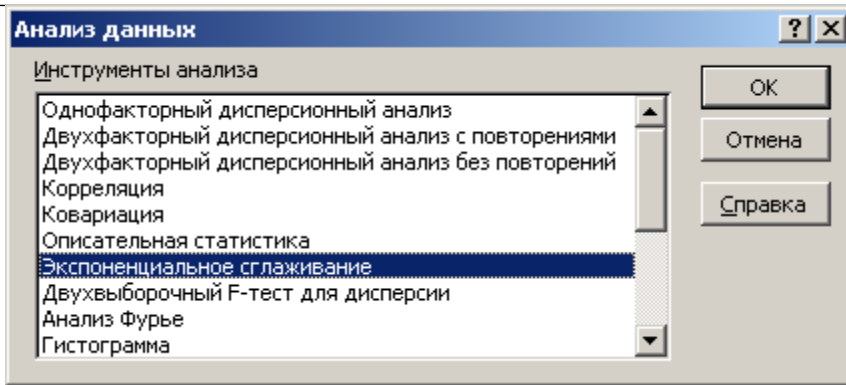 Анализ данных
Инструменты анализа
Однофакторный дисперсионный анализ
Двухфакторный дисперсионный анализ с повторениями
Двухфакторный дисперсионный анализ без повторений
Корреляция
Ковариация
Описательная статистика
Экспоненциальное сглаживание
Двухвыборочный F-тест для дисперсии
Анализ Фурье
Гистограмма
ОК
Отмена
Справка